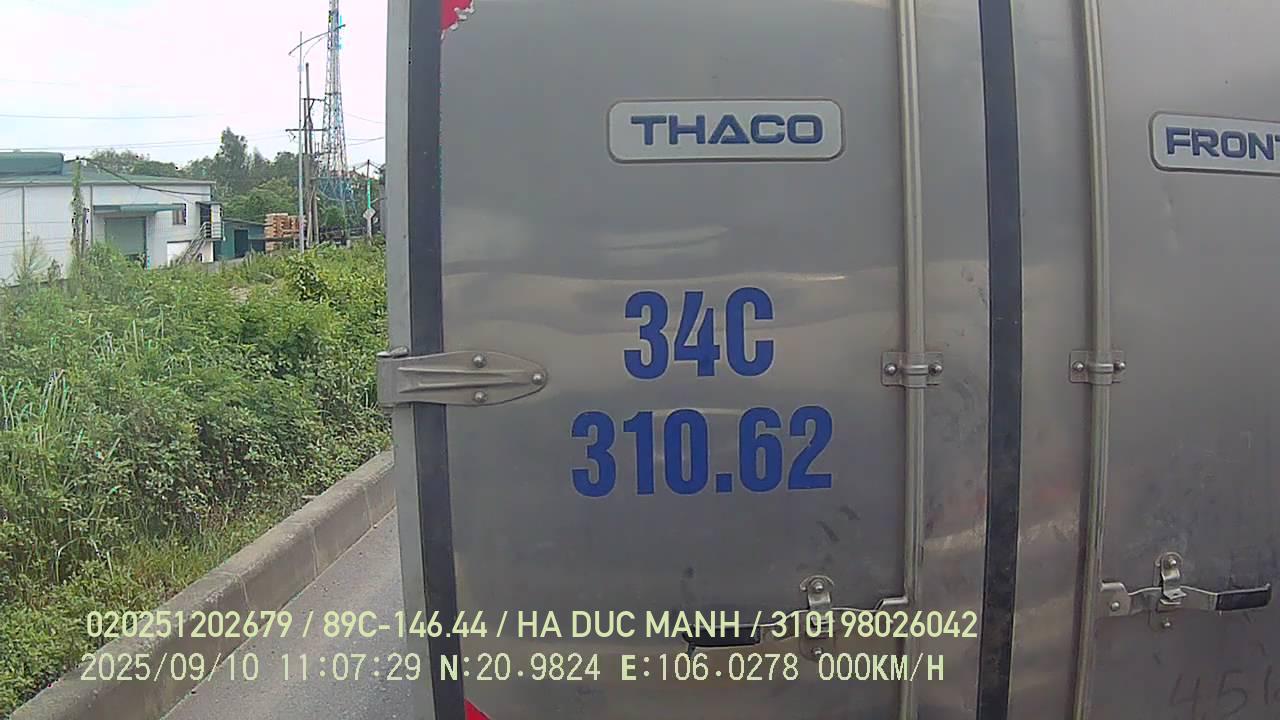 THACO
FRONT
34C
310.62
020251202679 / 89C-146.44 / HA DUC MANH / 310198026042
2025/09/10 11:07:29 N:20.9824 E:106.0278 000KM/H